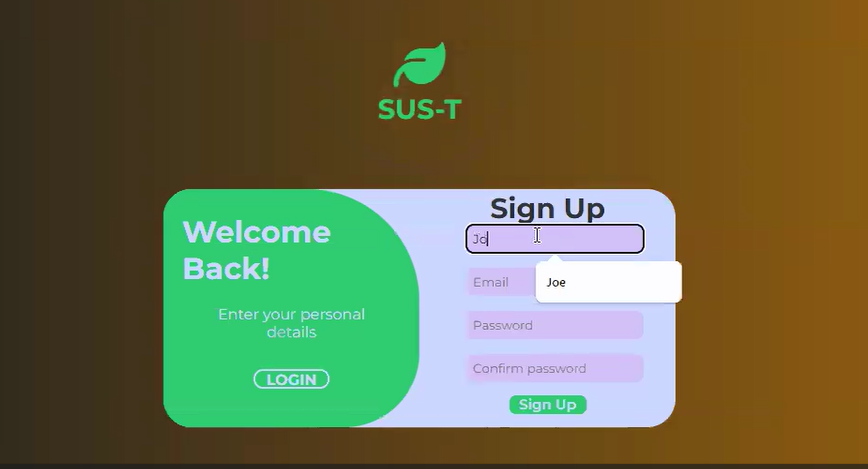 SUS-T
Welcome
Back!
Enter your personal
details
LOGIN
Sign Up
Jo
Joe
Email
Password
Confirm password
Sign Up